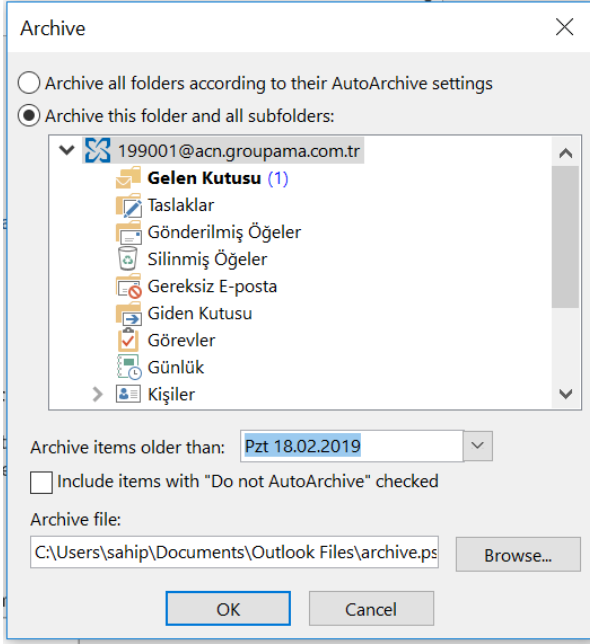 Archive
Archive all folders according to their AutoArchive settings
Archive this folder and all subfolders:
199001@acn.groupama.com.tr
Gelen Kutusu (1)
Taslaklar
Gönderilmiş Öğeler
Silinmiş Öğeler
Gereksiz E-posta
Giden Kutusu
Görevler
Günlük
Kişiler
Archive items older than: Pzt 18.02.2019
Include items with "Do not AutoArchive" checked
Archive file:
C:\Users\sahip\Documents\Outlook Files\archive.ps Browse...
OK Cancel